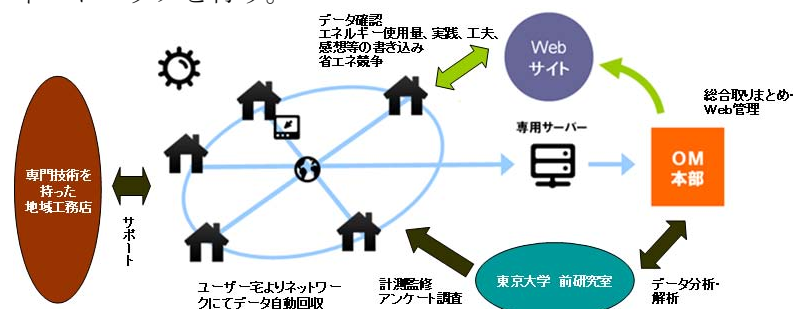 データ確認
エネルギー使用量、実践、工夫、
感想等の書き込み
省エネ競争
Web
サイト
総合取りまとめ・
Web管理
専用サーバー
OM
本部
専門技術を
持った
地域工務店
サポート
ユーザー宅よりネットワー
クにてデータ自動回収
計測監修
アンケート調査
東京大学 前研究室
データ分析・
解析